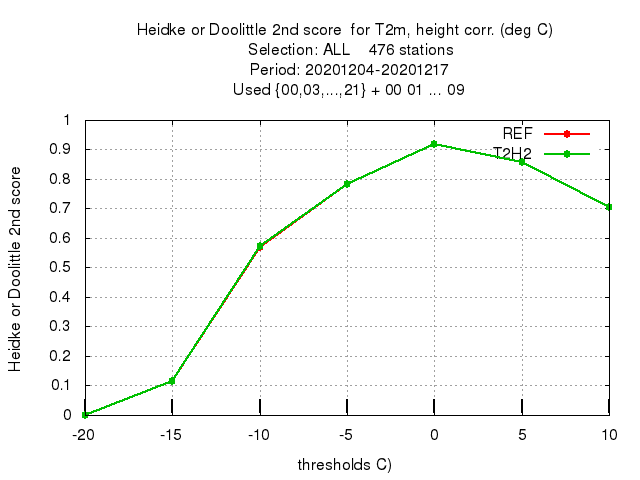 Heidke or Doolittle 2nd score  for T2m, height corr. (deg C)
Selection: ALL    476 stations
Period: 20201204-20201217
Used {00,03,...,21} + 00 01 ... 09
REF
T2H2
Heidke or Doolittle 2nd score
1
0.9
0.8
0.7
0.6
0.5
0.4
0.3
0.2
0.1
0
-20 -15 -10 -5 0 5 10
thresholds C)